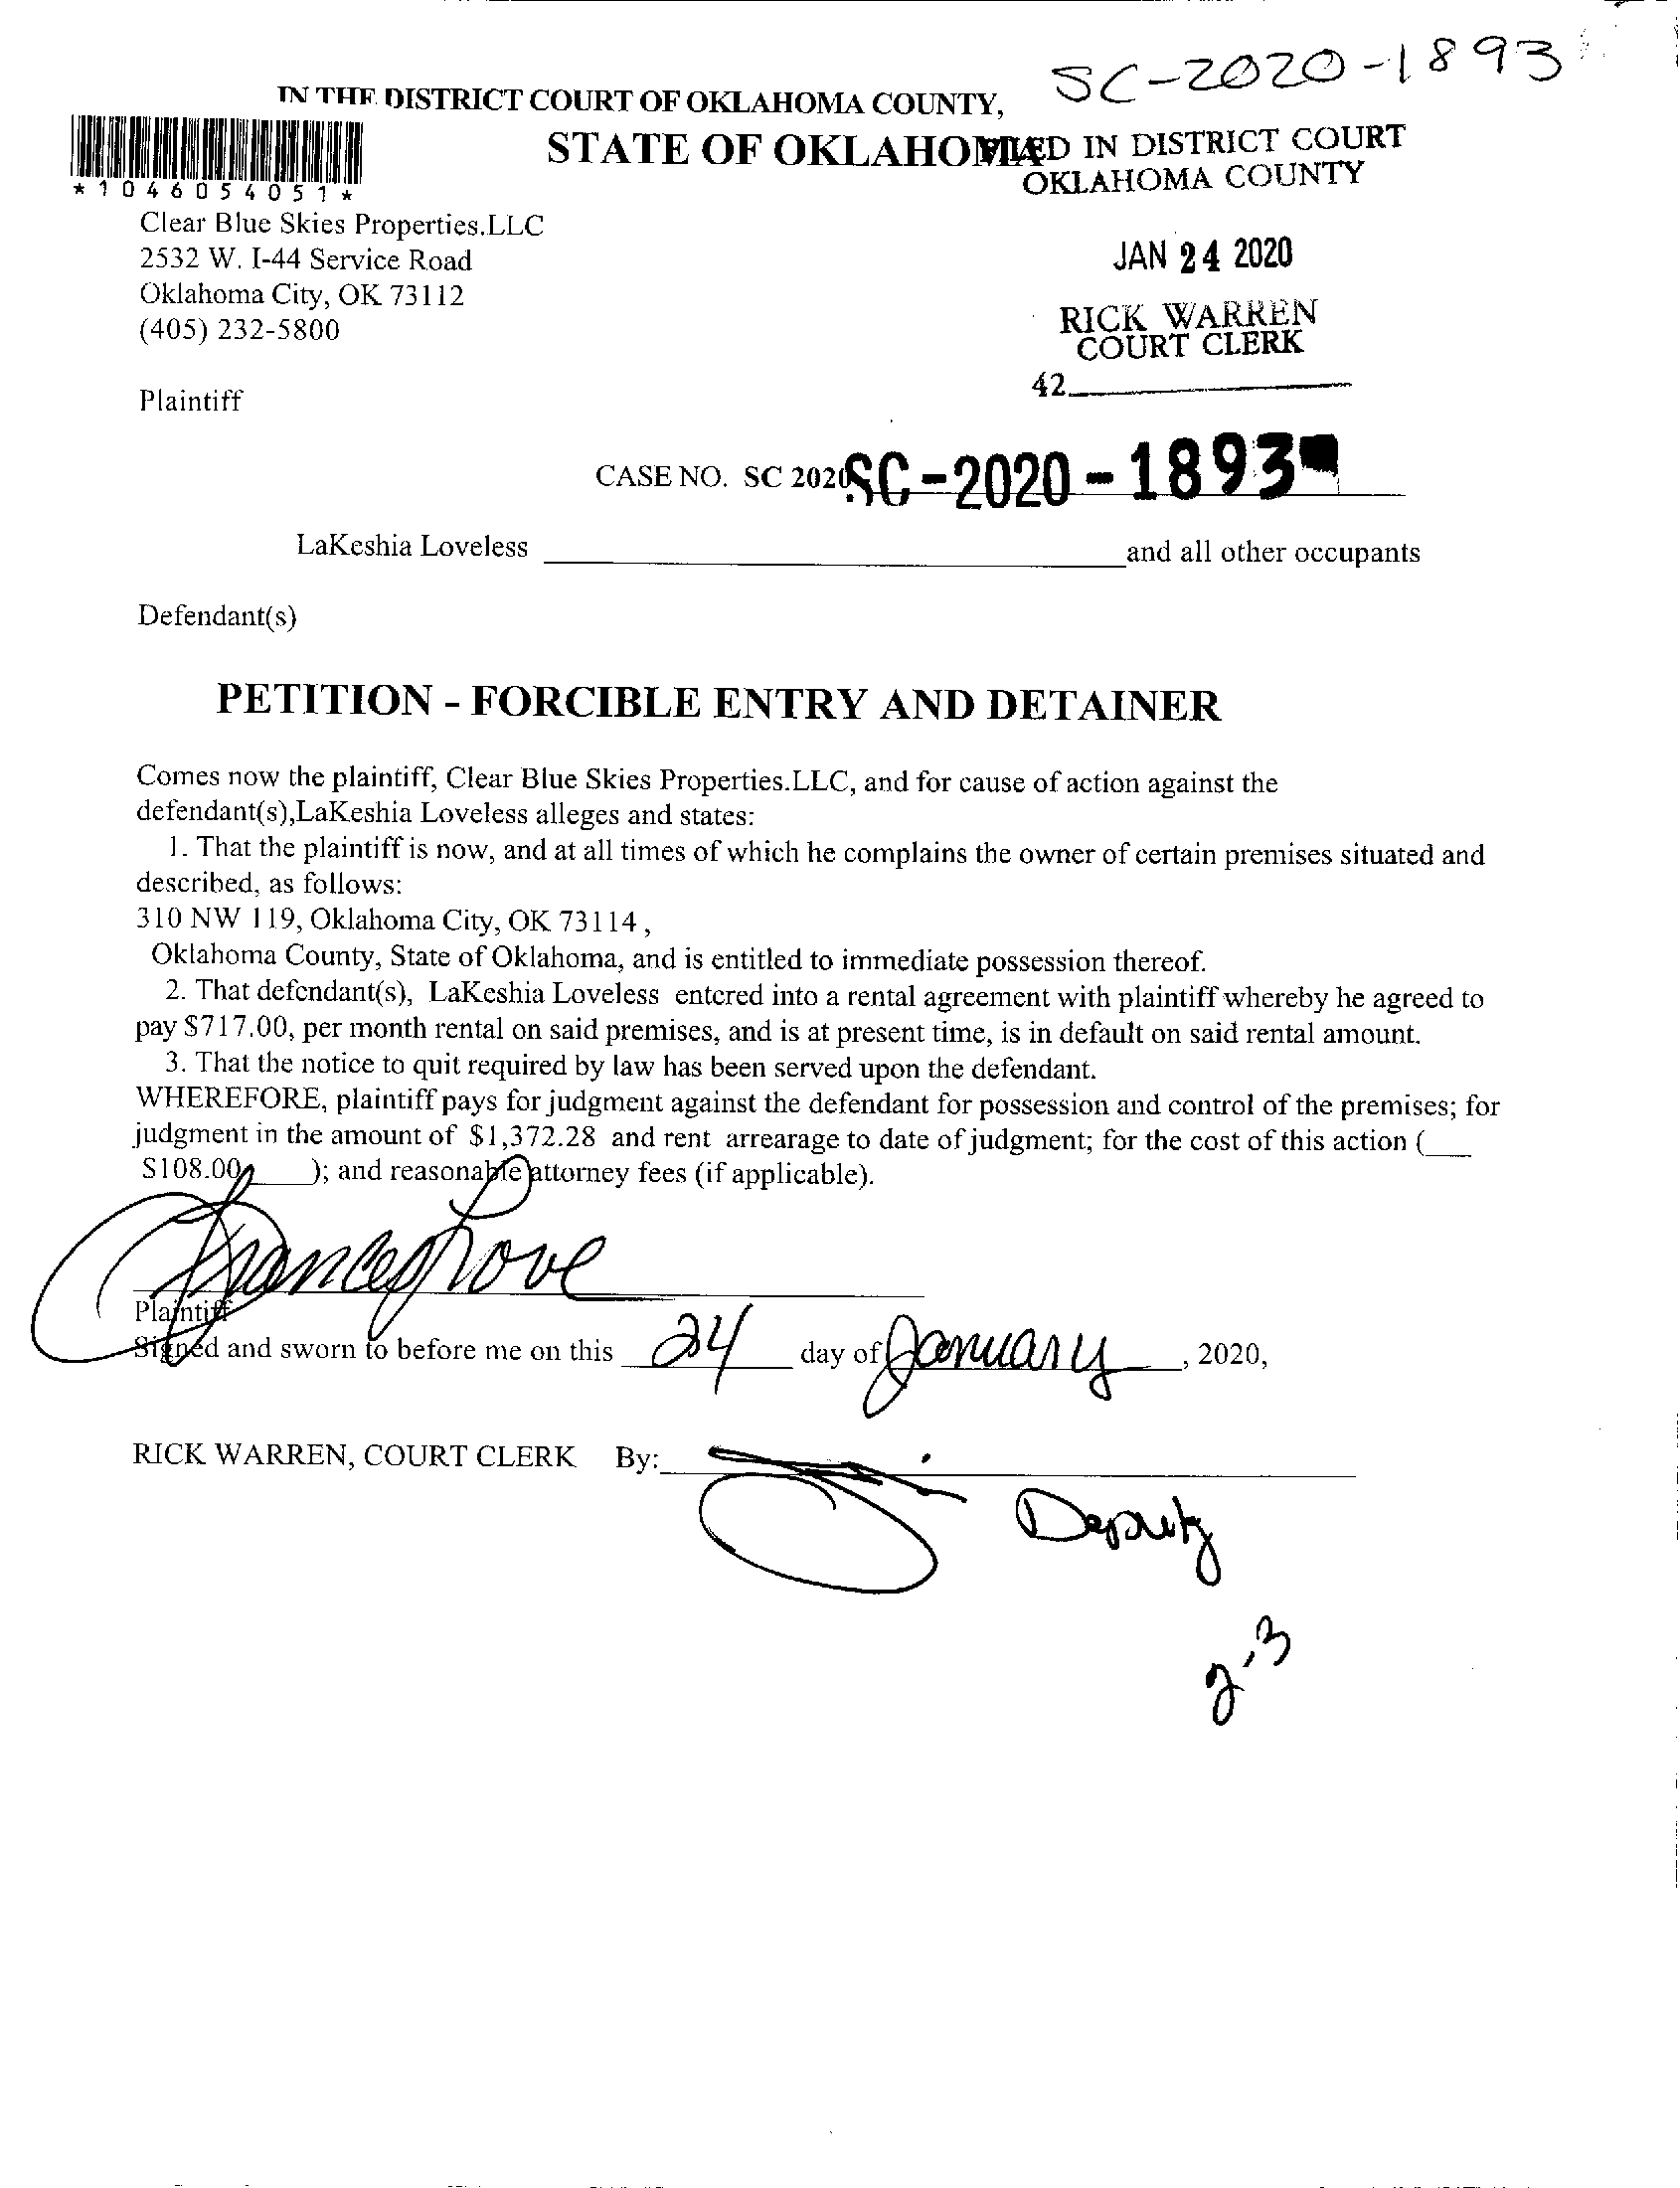 SC-2020-1893
IN THE DISTRICT COURT OF OKLAHOMA COUNTY,
STATE OF OKLAHOMA
FILED IN DISTRICT COURT
OKLAHOMA COUNTY
*1046054051*
Clear Blue Skies Properties.LLC
2532 W. I-44 Service Road
Oklahoma City, OK 73112
(405) 232-5800
JAN 24 2020
RICK WARREN
COURT CLERK
42
Plaintiff
CASE NO. SC 2020 SC-2020-1893
LaKeshia Loveless and all other occupants
Defendant(s)
PETITION - FORCIBLE ENTRY AND DETAINER
Comes now the plaintiff, Clear Blue Skies Properties.LLC, and for cause of action against the
defendant(s),LaKeshia Loveless alleges and states:
1. That the plaintiff is now, and at all times of which he complains the owner of certain premises situated and
described, as follows:
310 NW 119, Oklahoma City, OK 73114 ,
Oklahoma County, State of Oklahoma, and is entitled to immediate possession thereof.
2. That defendant(s), LaKeshia Loveless entered into a rental agreement with plaintiff whereby he agreed to
pay $717.00, per month rental on said premises, and is at present time, is in default on said rental amount.
3. That the notice to quit required by law has been served upon the defendant.
WHEREFORE, plaintiff pays for judgment against the defendant for possession and control of the premises; for
judgment in the amount of $1,372.28 and rent arrearage to date of judgment; for the cost of this action (
$108.00 ); and reasonable attorney fees (if applicable).
Plaintiff
Signed and sworn to before me on this 24 day of January, 2020,
RICK WARREN, COURT CLERK By:
Deputy
2-3